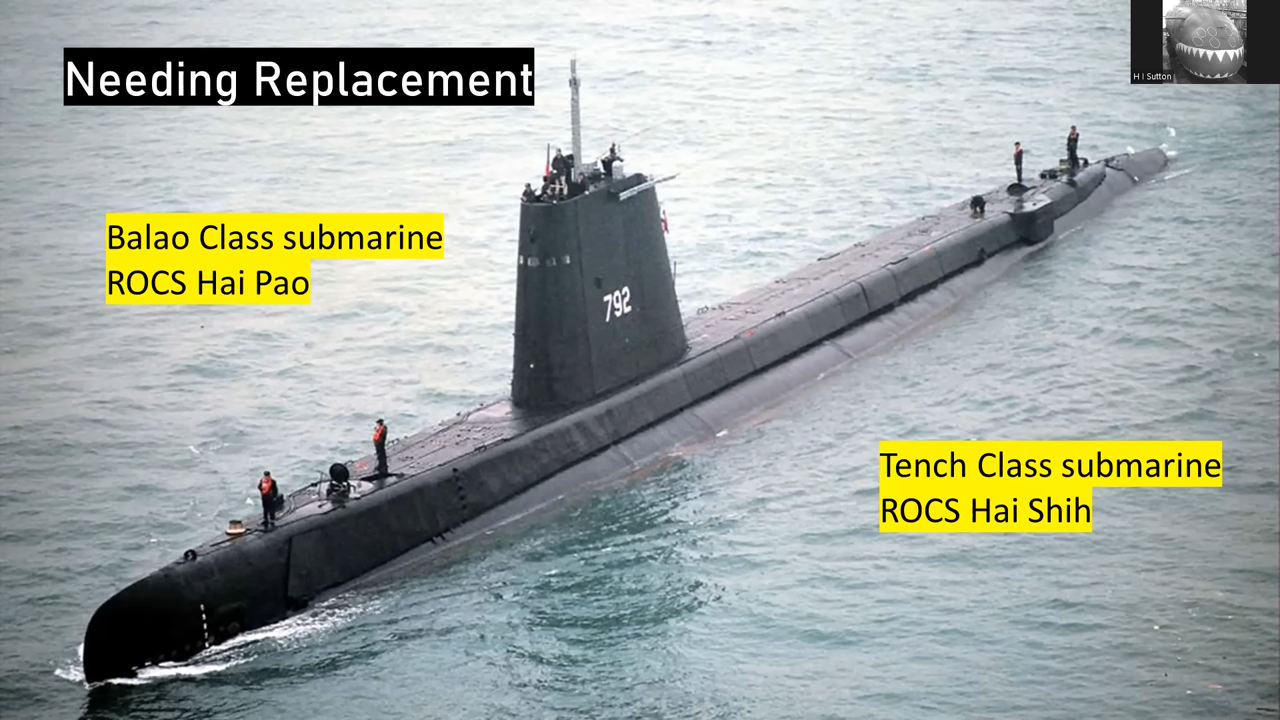 Needing Replacement
H I Sutton
Balao Class submarine
ROCS Hai Pao
792
Tench Class submarine
ROCS Hai Shih